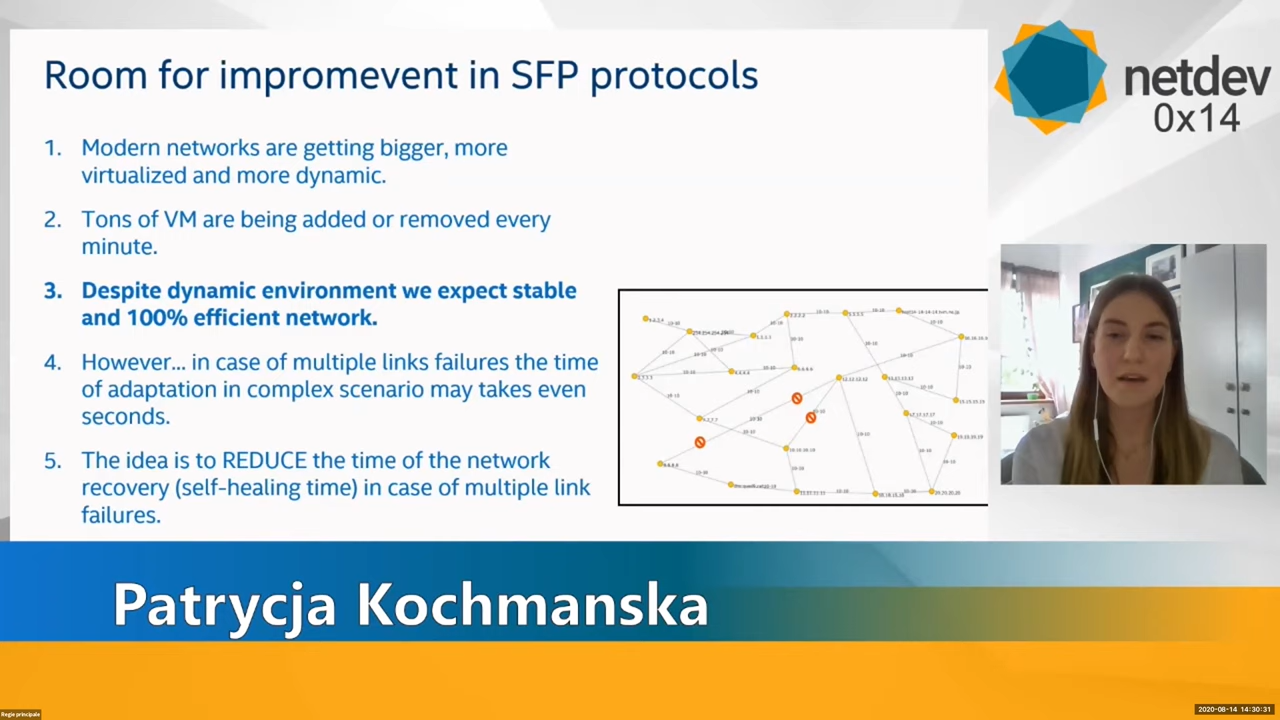 Room for impromevent in SFP protocols
1. Modern networks are getting bigger, more
virtualized and more dynamic.
2. Tons of VM are being added or removed every
minute.
3. Despite dynamic environment we expect stable
and 100% efficient network.
4. However... in case of multiple links failures the time
of adaptation in complex scenario may takes even
seconds.
5. The idea is to REDUCE the time of the network
recovery (self-healing time) in case of multiple link
failures.
netdev
0x14
Patrycja Kochmanska
Regie principale
2020-08-14 14:30:31